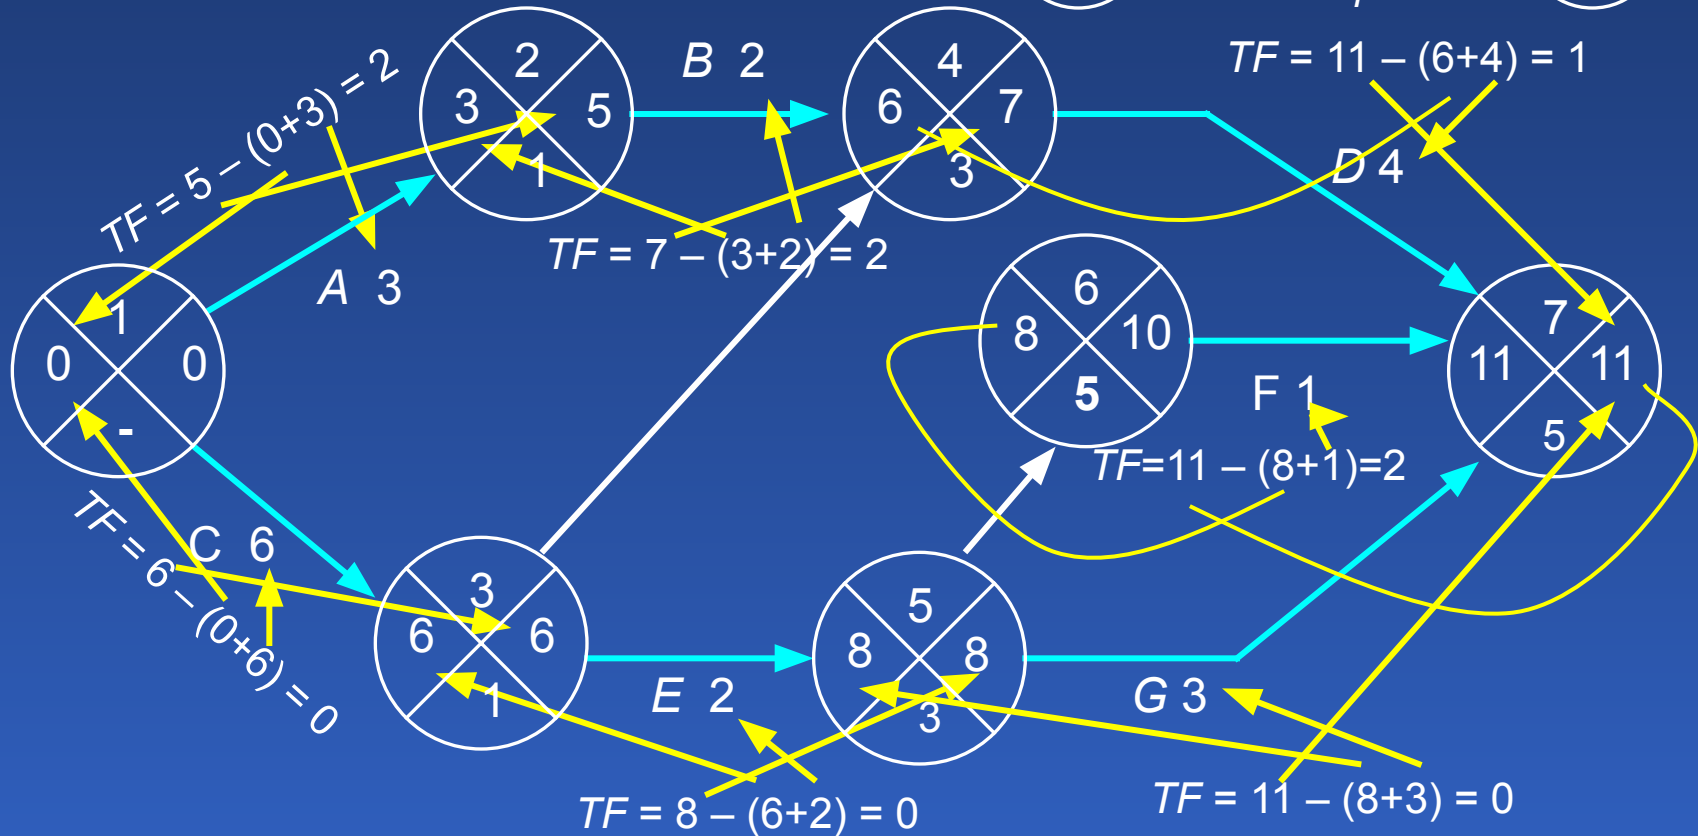 TF = 11 – (6+4) = 1
2
3
5
1
B 2
4
6
7
3
D 4
TF = 5 – (0+3) = 2
A 3
TF = 7 – (3+2) = 2
1
0
0
-
6
8
10
5
F 1
TF=11 – (8+1)=2
7
11
11
5
TF = 6 – (0+6) = 0
C 6
3
6
6
1
E 2
5
8
8
3
G 3
TF = 8 – (6+2) = 0
TF = 11 – (8+3) = 0